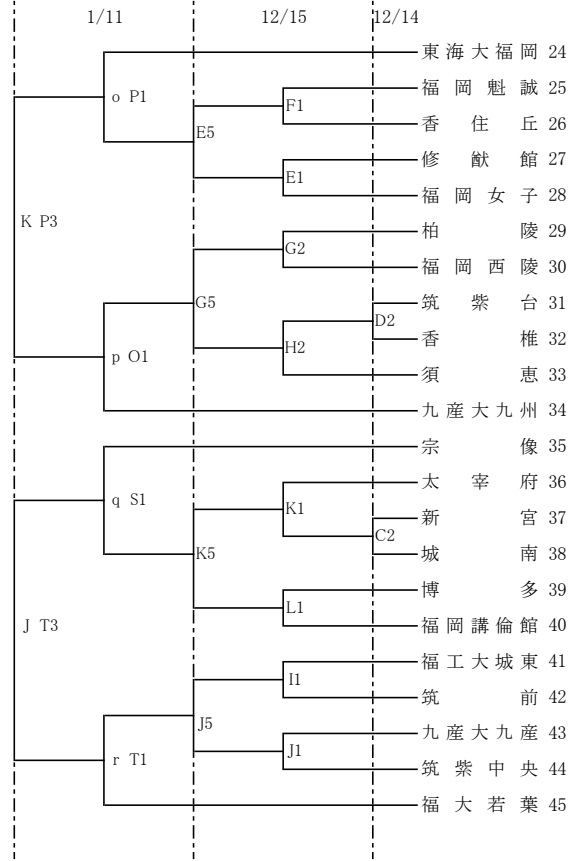 1/11 12/15 12/14
東海大福岡 24
福岡魁誠 25
o P1
F1
香住丘 26
E5
修猷館 27
E1
福岡女子 28
K P3
柏陵 29
G2
福岡西陵 30
G5
筑紫台 31
D2
香椎 32
H2
p O1
須恵 33
九産大九州 34
宗像 35
太宰府 36
q S1
K1
新宮 37
C2
城南 38
K5
博多 39
L1
J T3
福岡講倫館 40
福工大城東 41
I1
筑前 42
J5
九産大九産 43
J1
r T1
筑紫中央 44
福大若葉 45